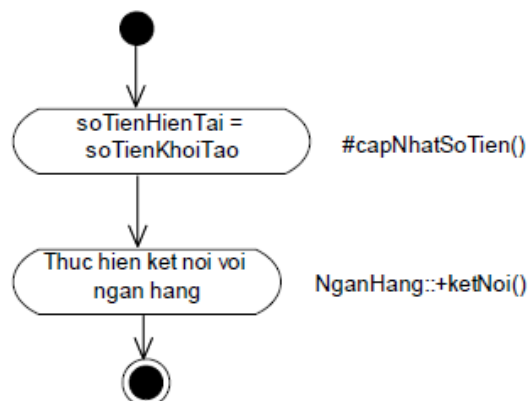 soTienHienTai =
soTienKhoiTao
#capNhatSoTien()
Thuc hien ket noi voi
ngan hang
NganHang::+ketNoi()